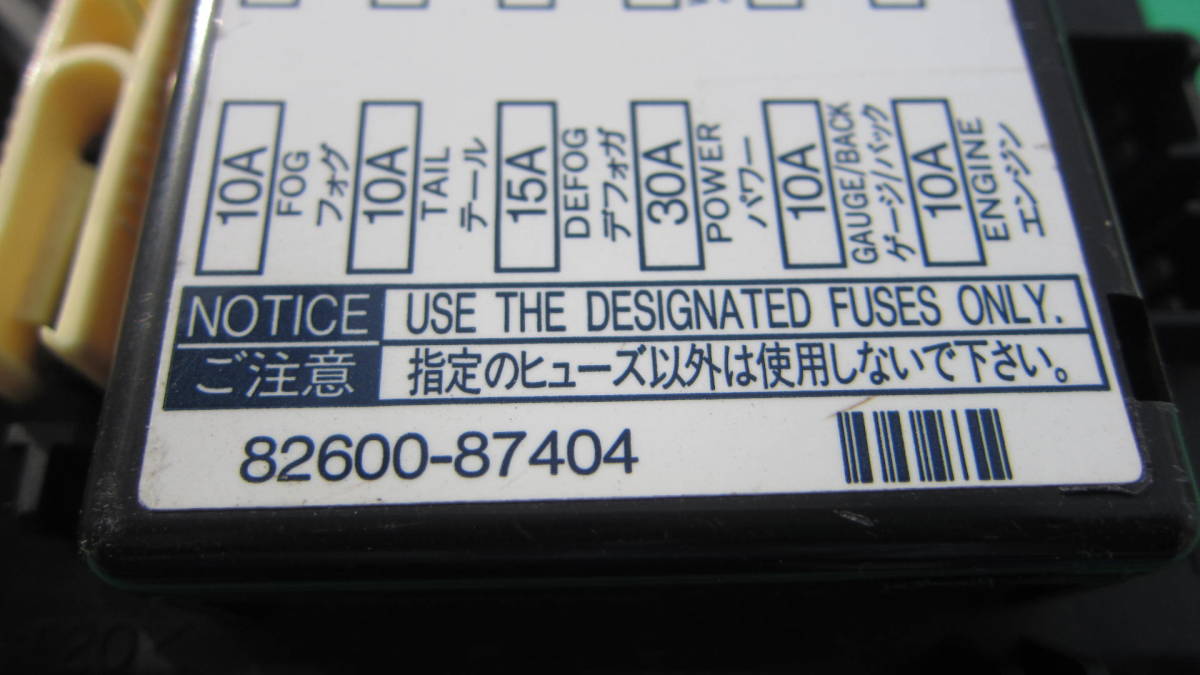 10A
FOG
フォグ
10A
TAIL
テール
15A
DEFOG
デフォガ
30A
POWER
パワー
10A
GAUGE/BACK
ゲージ/バック
10A
ENGINE
エンジン
NOTICE USE THE DESIGNATED FUSES ONLY.
ご注意 指定のヒューズ以外は使用しないで下さい。
82600-87404